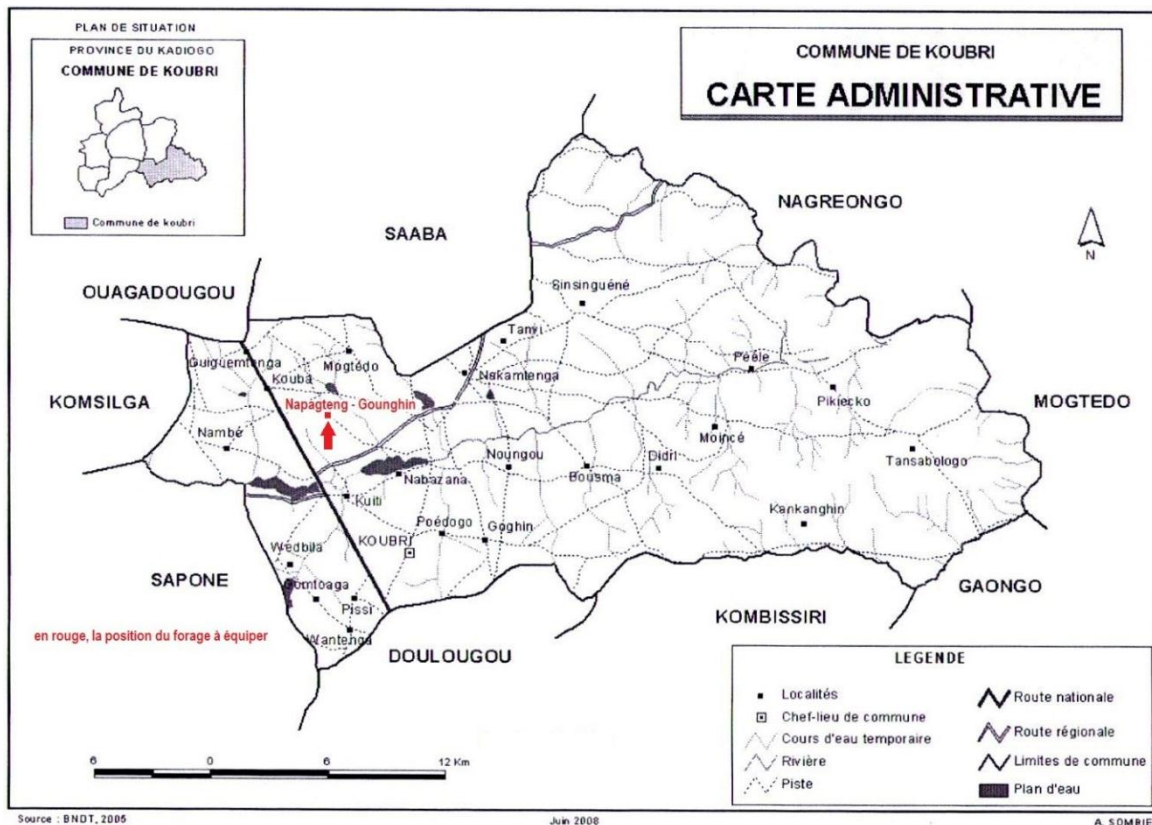 PLAN DE SITUATION
PROVINCE DU KADIOGO
COMMUNE DE KOUBRI
Commune de koubri
COMMUNE DE KOUBRI
CARTE ADMINISTRATIVE
NAGREONGO
SAABA
N
OUAGADOUGOU
Sinsinguéné
Tanvi
Guiguemtenga
Mogtédo
Kouba
Nakamtenga
Péele
Pikiecko
KOMSILGA
Napagteng - Gounghin
MOGTEDO
Nambé
Moincé
Noungou
Didri
Tansabologo
Nabazana
Bousma
Kuiti
Kankanghin
Poédogo
Goghin
KOUBRI
Wedbila
SAPONE
Gomtoaga
Pissi
GAONGO
KOMBISSIRI
en rouge, la position du forage à équiper
Wantenga
DOULOUGOU
LEGENDE
Localités
Chef-lieu de commune
Cours d'eau temporaire
Rivière
Piste
Route nationale
Route régionale
Limites de commune
Plan d'eau
6 0 6 12 Km
Source : BNDT, 2005
Juin 2008
A. SOMBIE